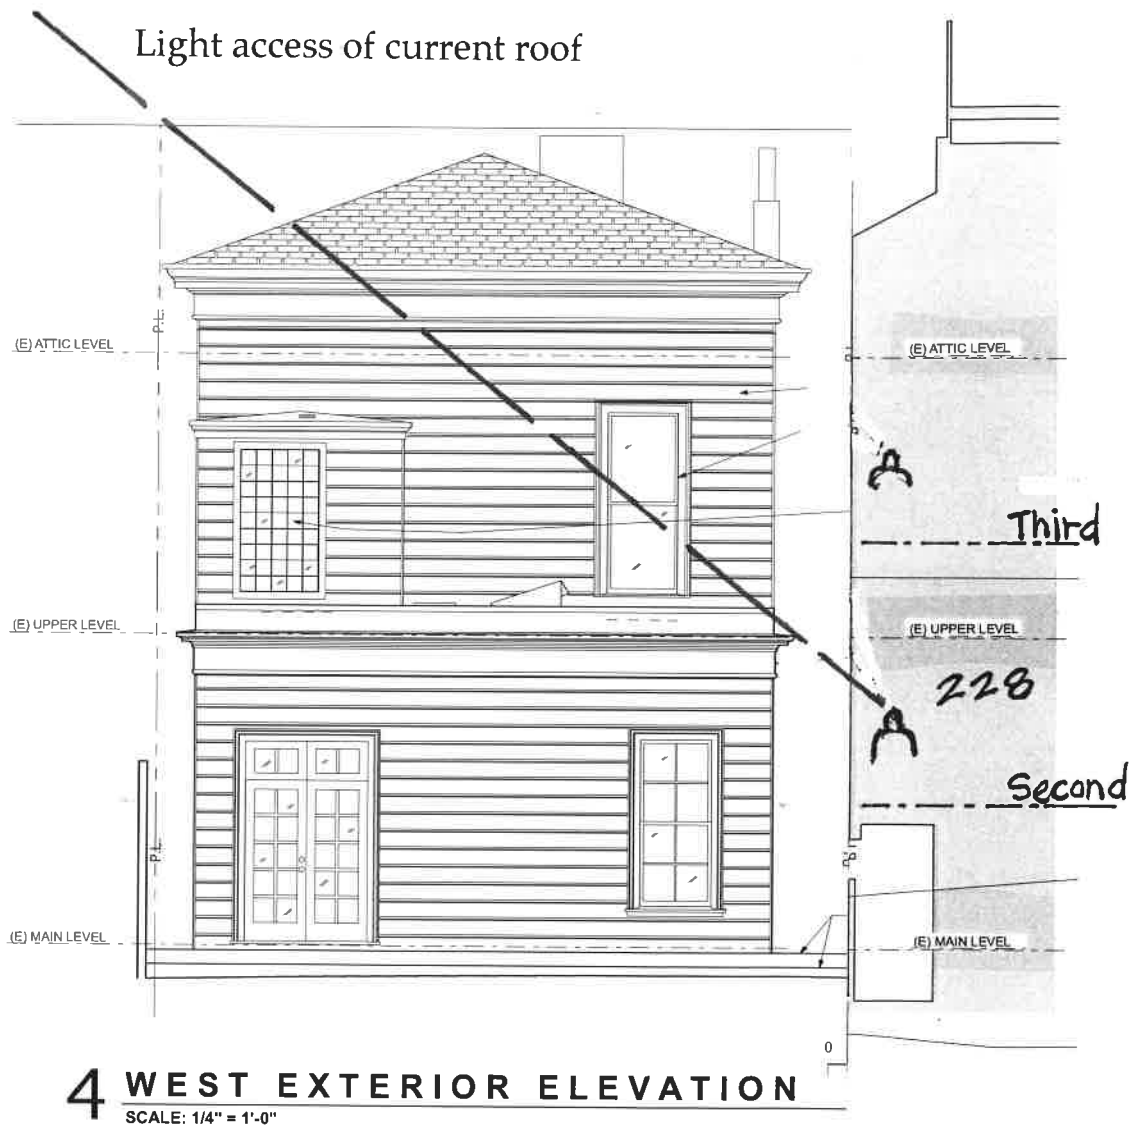 Light access of current roof
P.L.
(E) ATTIC LEVEL
(E) ATTIC LEVEL
Third
(E) UPPER LEVEL
(E) UPPER LEVEL
228
Second
P.L.
(E) MAIN LEVEL
(E) MAIN LEVEL
0
4 WEST EXTERIOR ELEVATION
SCALE: 1/4" = 1'-0"